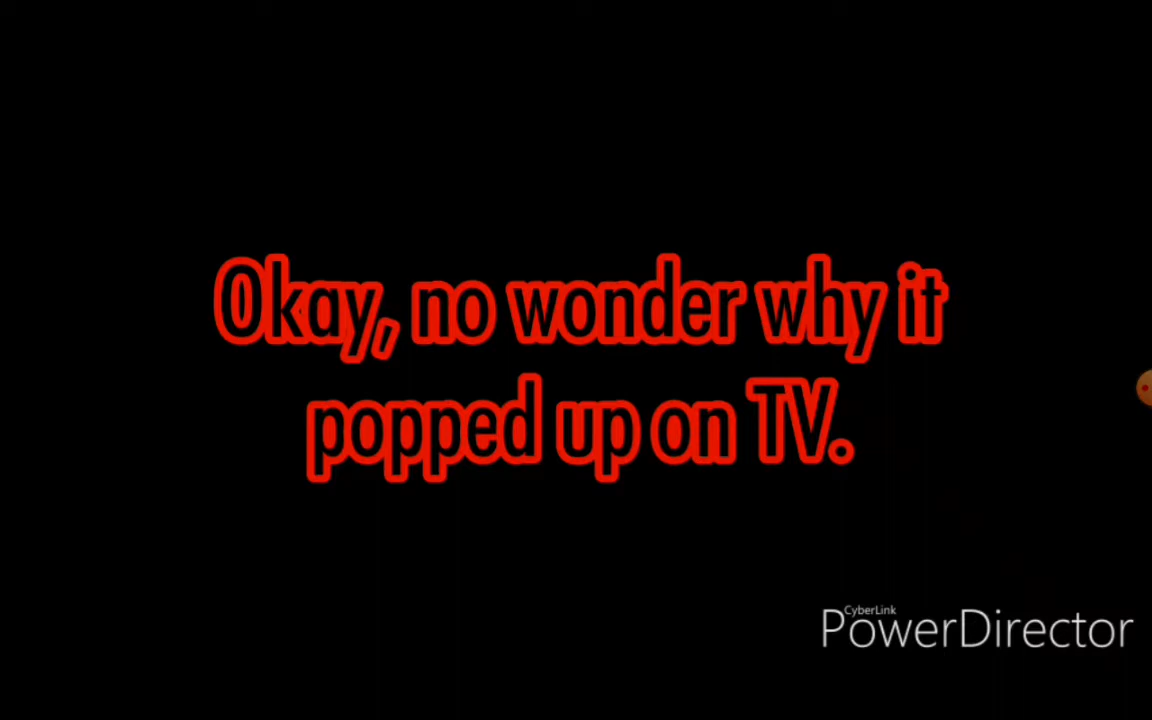 Okay, no wonder why it
popped up on TV.
CyberLink
PowerDirector